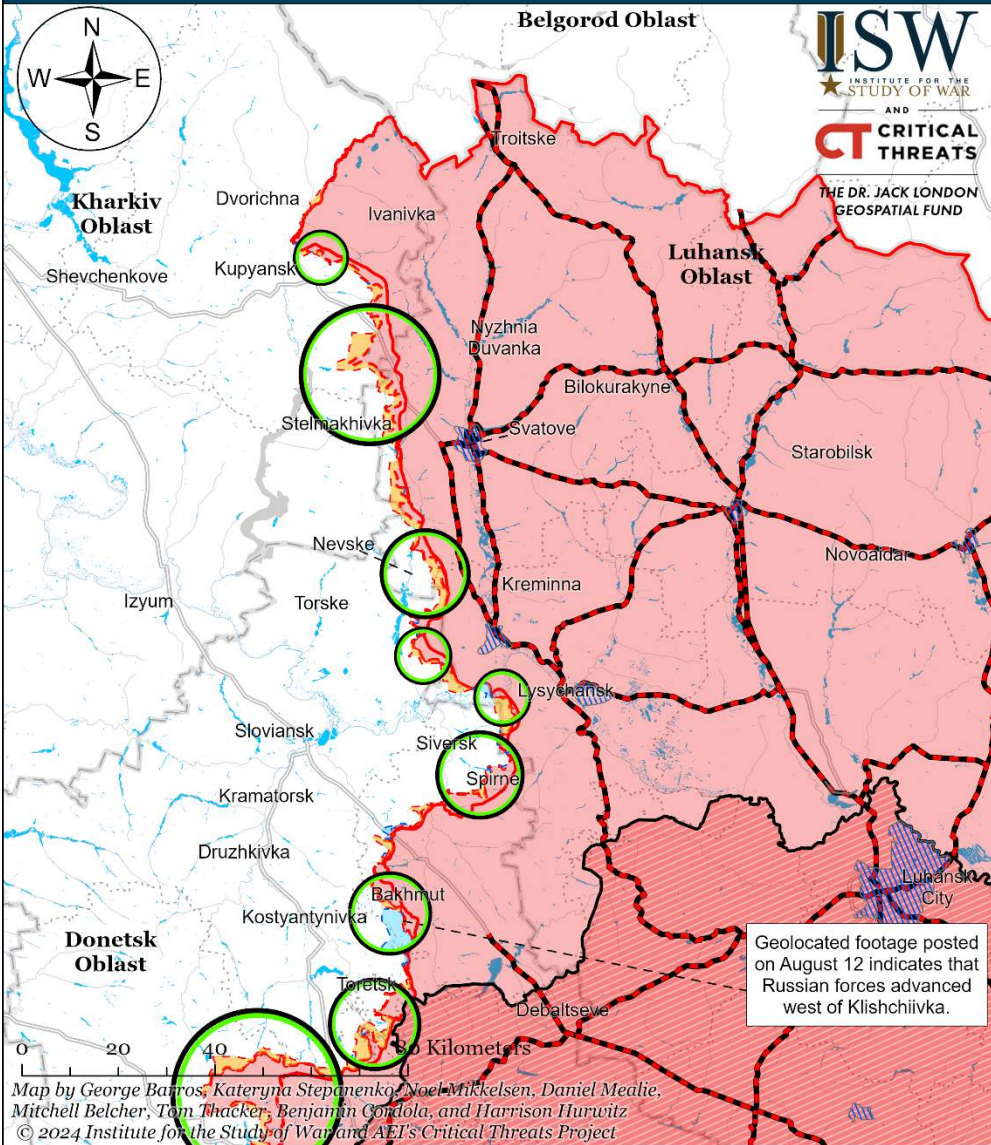 Belgorod Oblast
N
W
E
S
ISW
INSTITUTE FOR THE
STUDY OF WAR
AND
CT CRITICAL
THREATS
THE DR. JACK LONDON
GEOSPATIAL FUND
Troitske
Dvorichna
Kharkiv
Oblast
Ivanivka
Luhansk
Oblast
Shevchenkove
Kupyansk
Nyzhnia
Duvanka
Bilokurakyne
Stelmakhivka
Svatove
Starobilsk
Nevske
Novoaidar
Kreminna
Izyum
Torske
Lysychansk
Sloviansk
Siversk
Spirne
Kramatorsk
Druzhkivka
Luhansk
City
Bakhmut
Kostyantynivka
Donetsk
Oblast
Geolocated footage posted
on August 12 indicates that
Russian forces advanced
west of Klishchiivka.
Toretsk
Debaltseve
0 20 40 80 Kilometers
Map by George Barros, Kateryna Stepanenko, Noel Mikkelsen, Daniel Mealie,
Mitchell Belcher, Tom Thacker, Benjamin Cordola, and Harrison Hurwitz
© 2024 Institute for the Study of War and AEI's Critical Threats Project